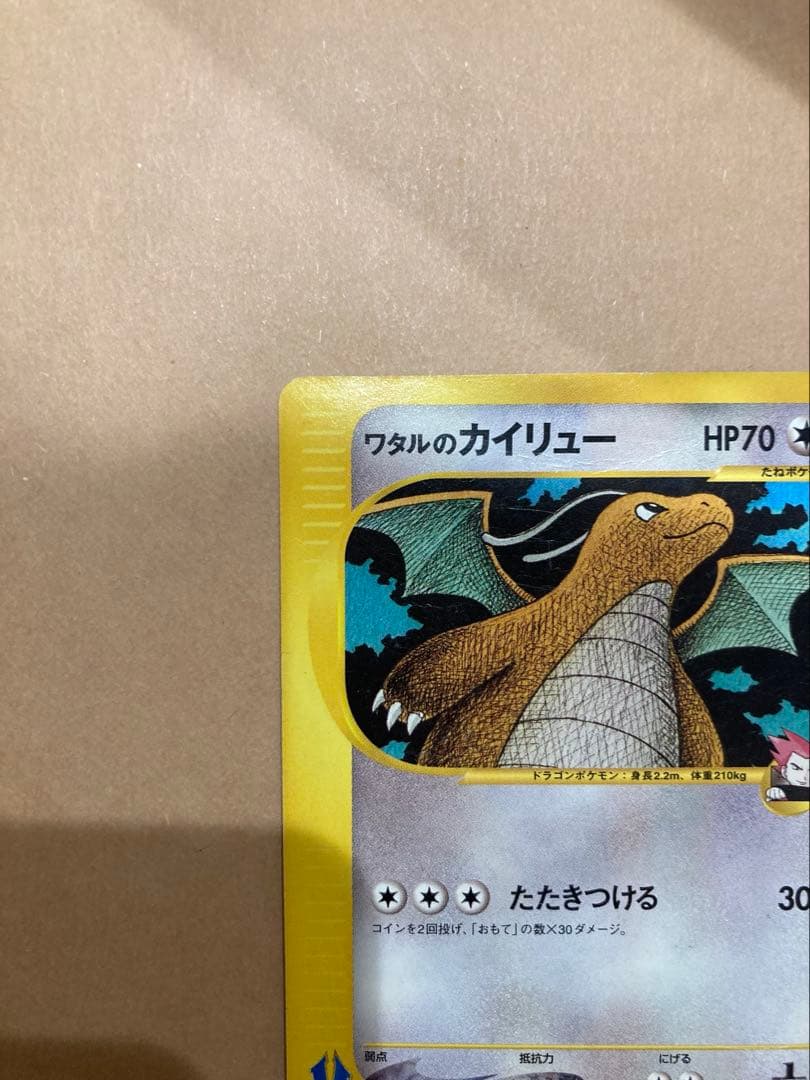 ワタルのカイリュー HP70
たねポケ
ドラゴンポケモン：身長2.2m、体重210kg
たたきつける 30
コインを2回投げ、「おもて」の数×30ダメージ。
弱点 抵抗力 にげる